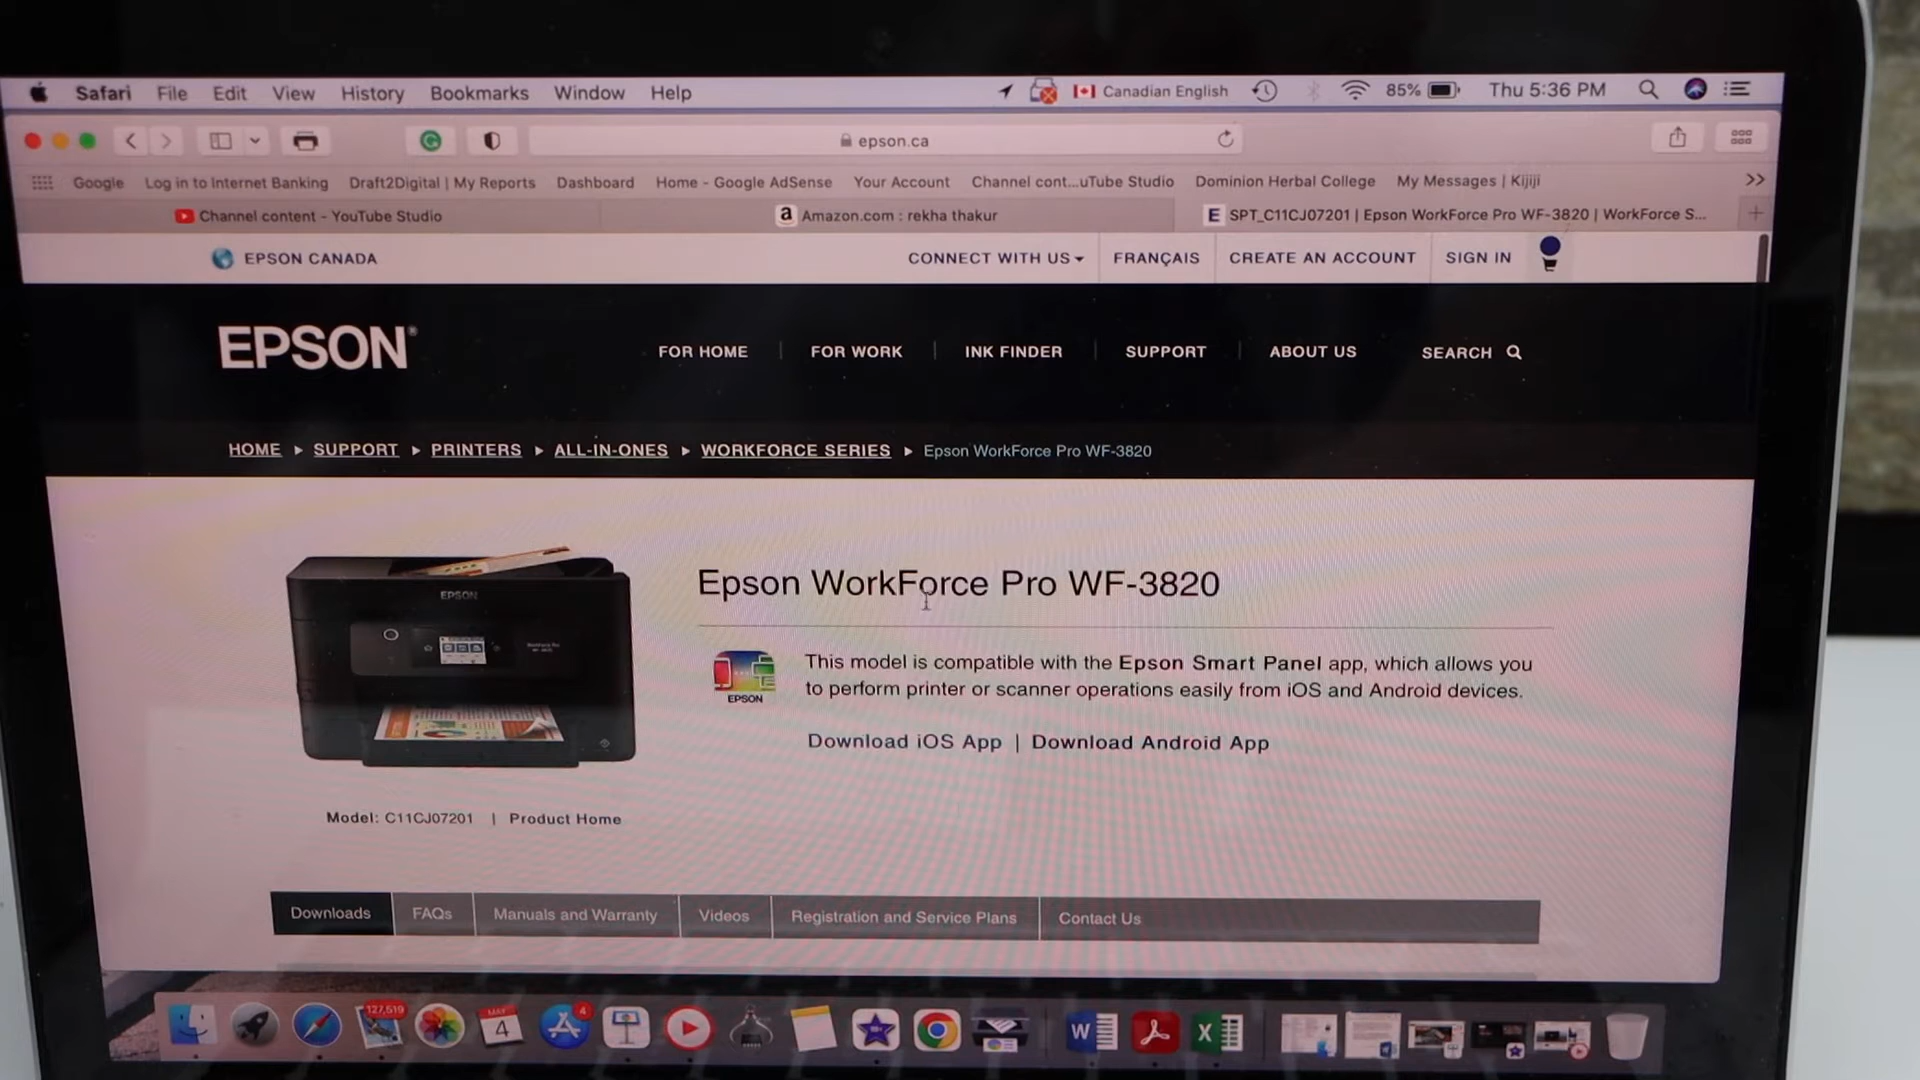 Safari File Edit View History Bookmarks Window Help Canadian English 85% Thu 5:36 PM
epson.ca
Google Log in to Internet Banking Draft2Digital | My Reports Dashboard Home - Google AdSense Your Account Channel cont...uTube Studio Dominion Herbal College My Messages | Kijiji >>
Channel content - YouTube Studio Amazon.com : rekha thakur SPT_C11CJ07201 | Epson WorkForce Pro WF-3820 | WorkForce S...
EPSON CANADA CONNECT WITH US FRANÇAIS CREATE AN ACCOUNT SIGN IN
EPSON® FOR HOME | FOR WORK | INK FINDER | SUPPORT | ABOUT US SEARCH
HOME ▸ SUPPORT ▸ PRINTERS ▸ ALL-IN-ONES ▸ WORKFORCE SERIES ▸ Epson WorkForce Pro WF-3820
EPSON
Epson WorkForce Pro WF-3820
This model is compatible with the Epson Smart Panel app, which allows you
to perform printer or scanner operations easily from iOS and Android devices.
EPSON
Download iOS App | Download Android App
Model: C11CJ07201 | Product Home
Downloads FAQs Manuals and Warranty Videos Registration and Service Plans Contact Us
127,519 MAY 4 4 W X